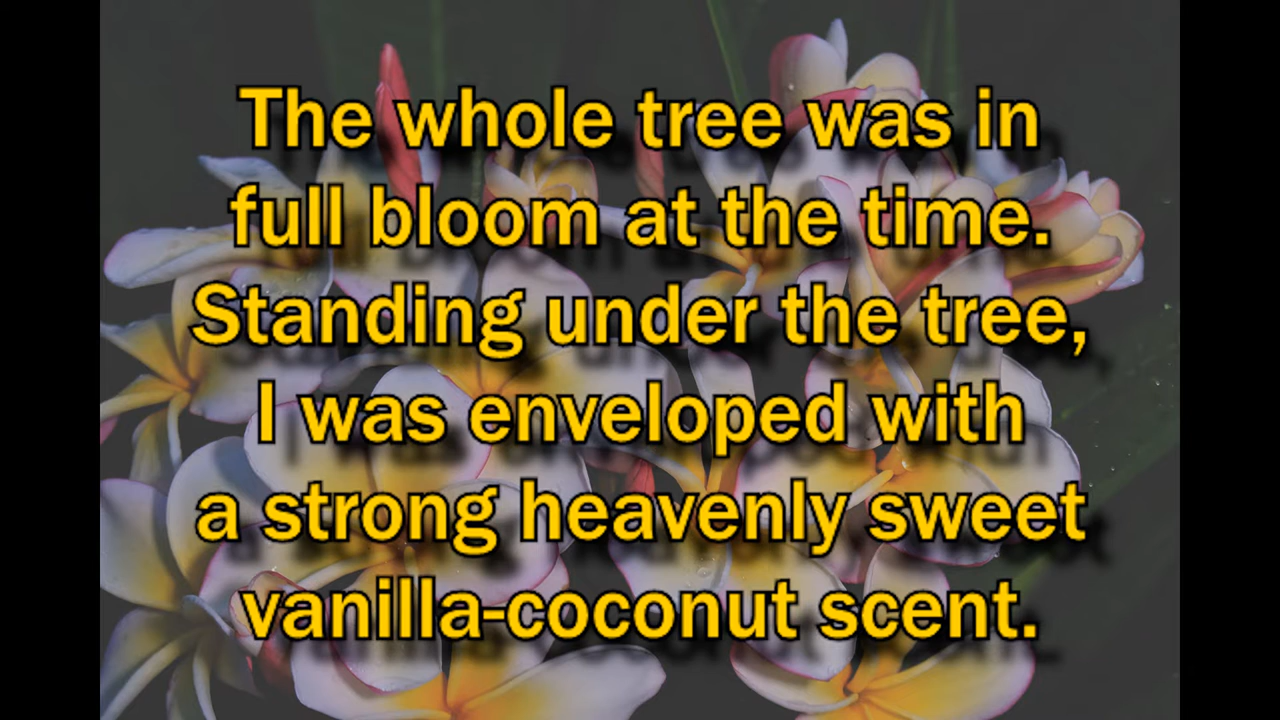 The whole tree was in
full bloom at the time.
Standing under the tree,
I was enveloped with
a strong heavenly sweet
vanilla-coconut scent.